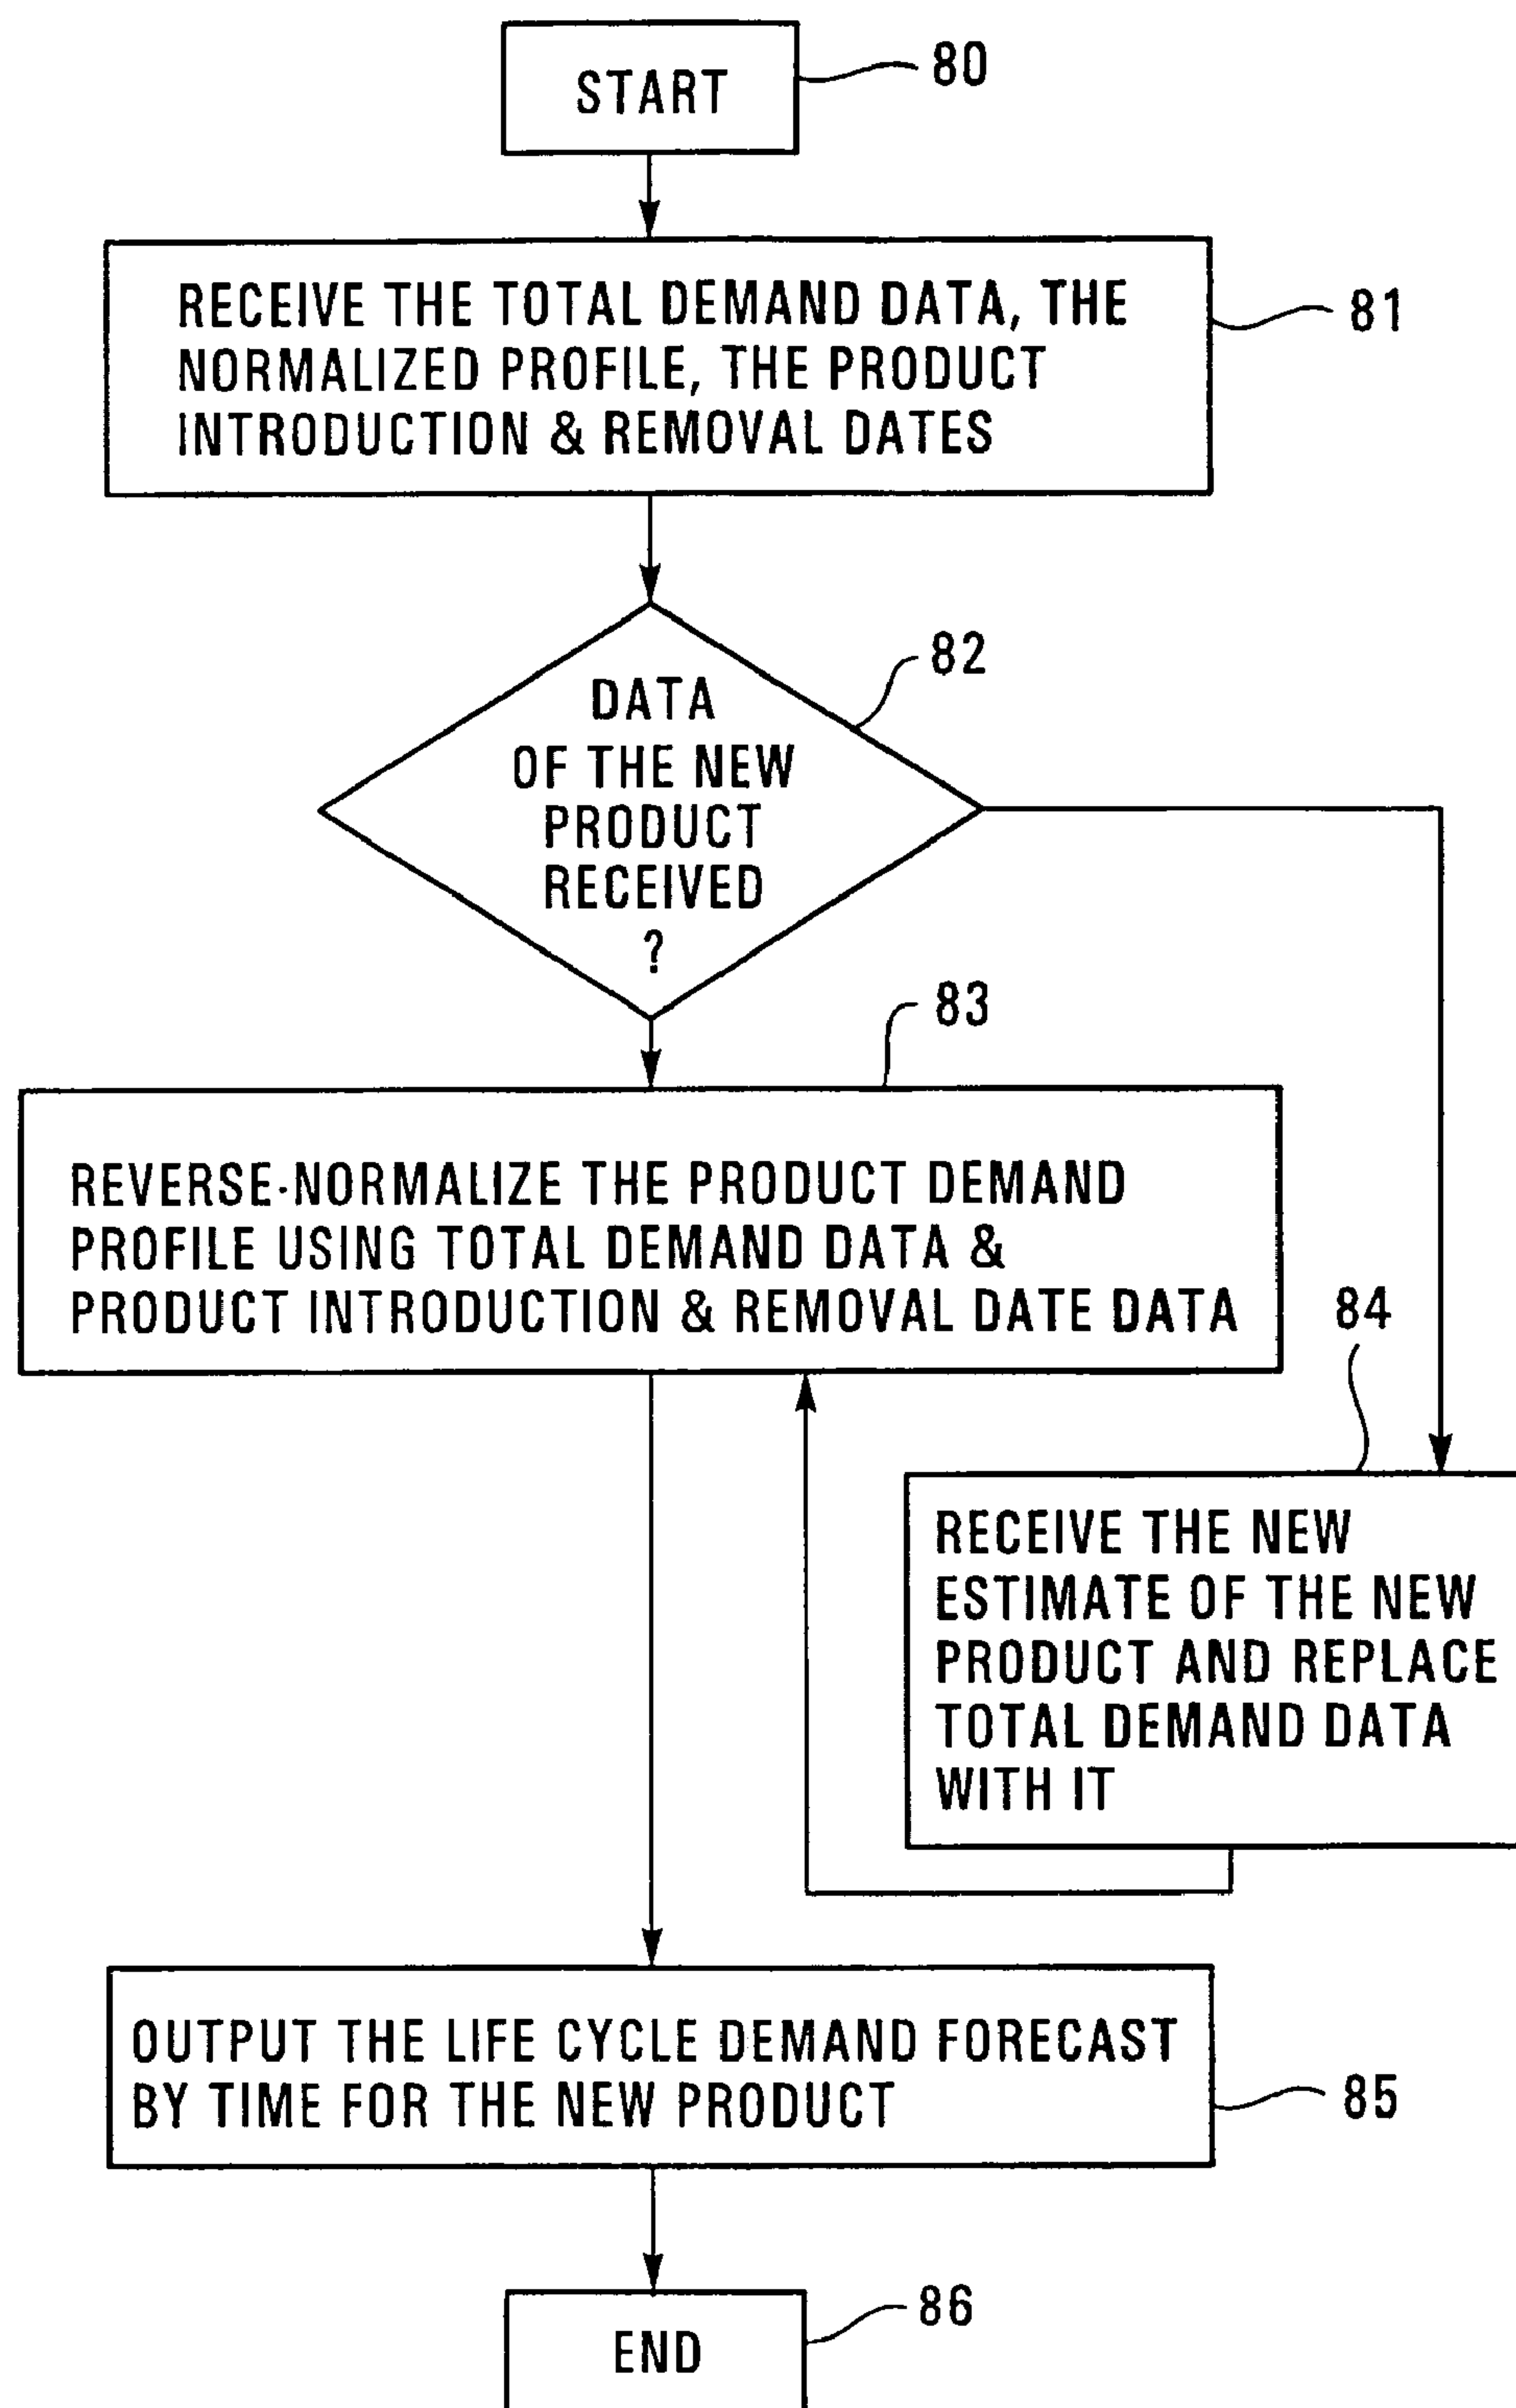 START
80
RECEIVE THE TOTAL DEMAND DATA, THE
NORMALIZED PROFILE, THE PRODUCT
INTRODUCTION & REMOVAL DATES
81
82
DATA
OF THE NEW
PRODUCT
RECEIVED
?
83
REVERSE-NORMALIZE THE PRODUCT DEMAND
PROFILE USING TOTAL DEMAND DATA &
PRODUCT INTRODUCTION & REMOVAL DATE DATA
84
RECEIVE THE NEW
ESTIMATE OF THE NEW
PRODUCT AND REPLACE
TOTAL DEMAND DATA
WITH IT
OUTPUT THE LIFE CYCLE DEMAND FORECAST
BY TIME FOR THE NEW PRODUCT
85
END
86